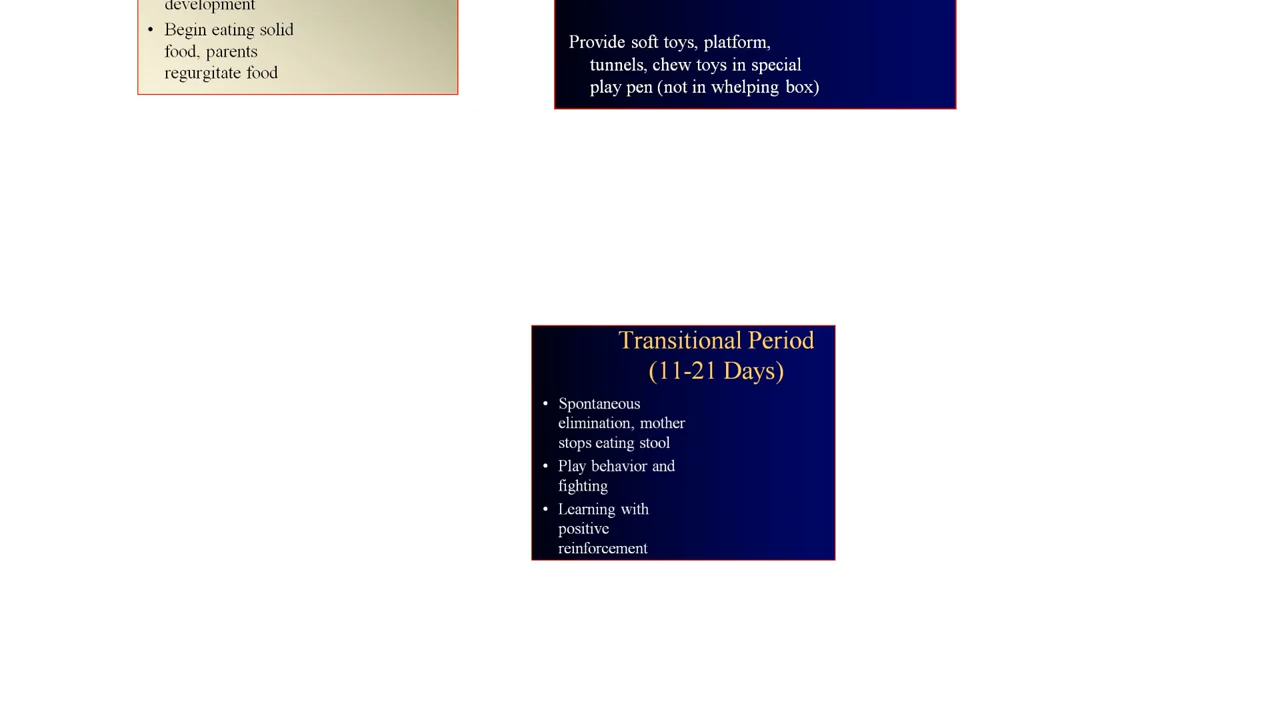 development
• Begin eating solid
food, parents
regurgitate food
Provide soft toys, platform,
tunnels, chew toys in special
play pen (not in whelping box)
Transitional Period
(11-21 Days)
• Spontaneous
elimination, mother
stops eating stool
• Play behavior and
fighting
• Learning with
positive
reinforcement